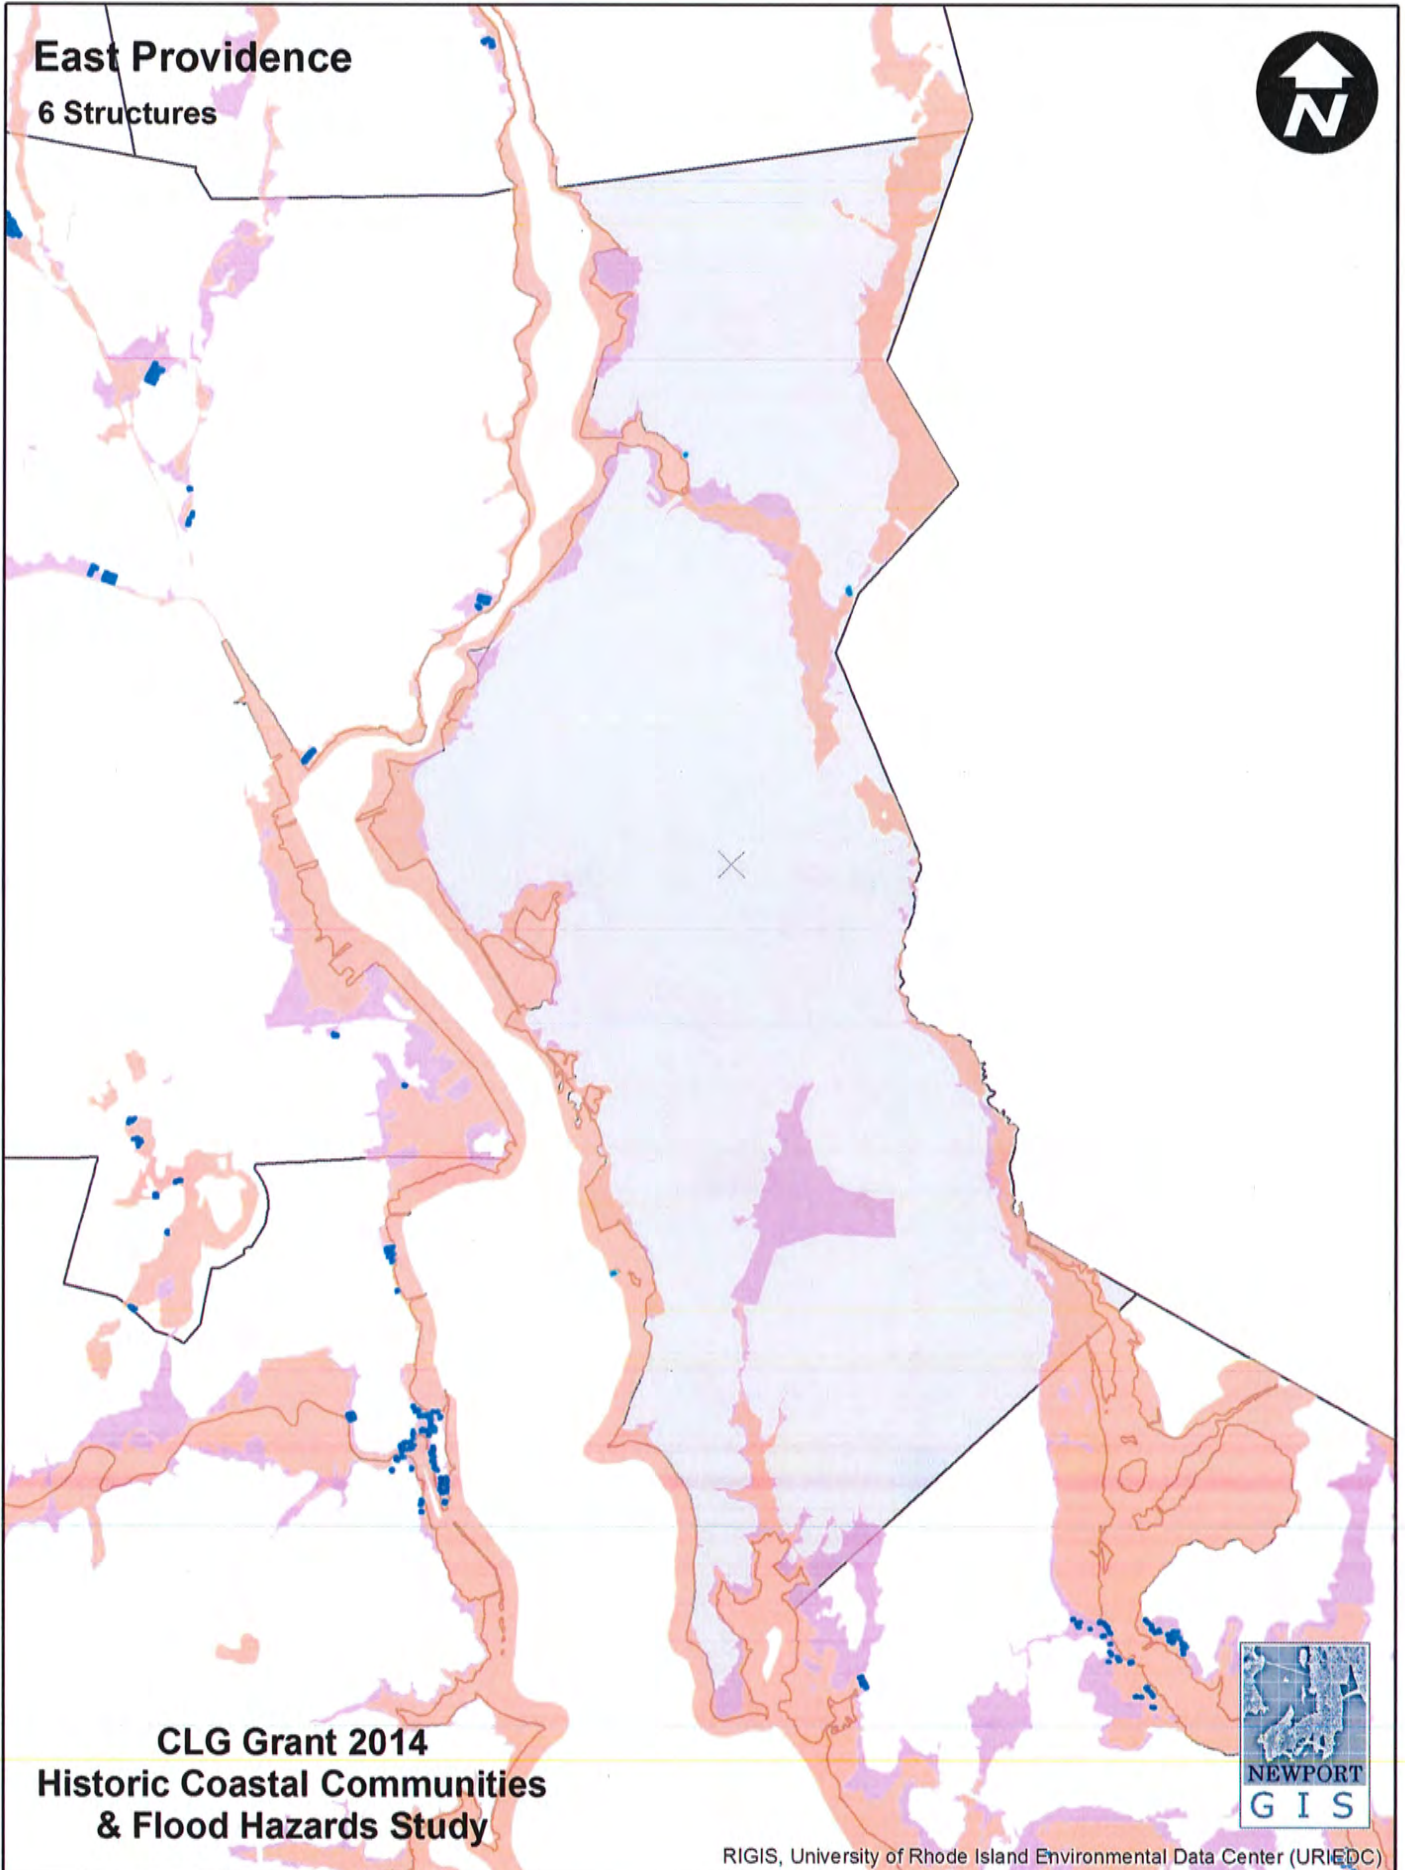 East Providence
6 Structures
N
CLG Grant 2014
Historic Coastal Communities
& Flood Hazards Study
NEWPORT
G I S
RIGIS, University of Rhode Island Environmental Data Center (URIEDC)